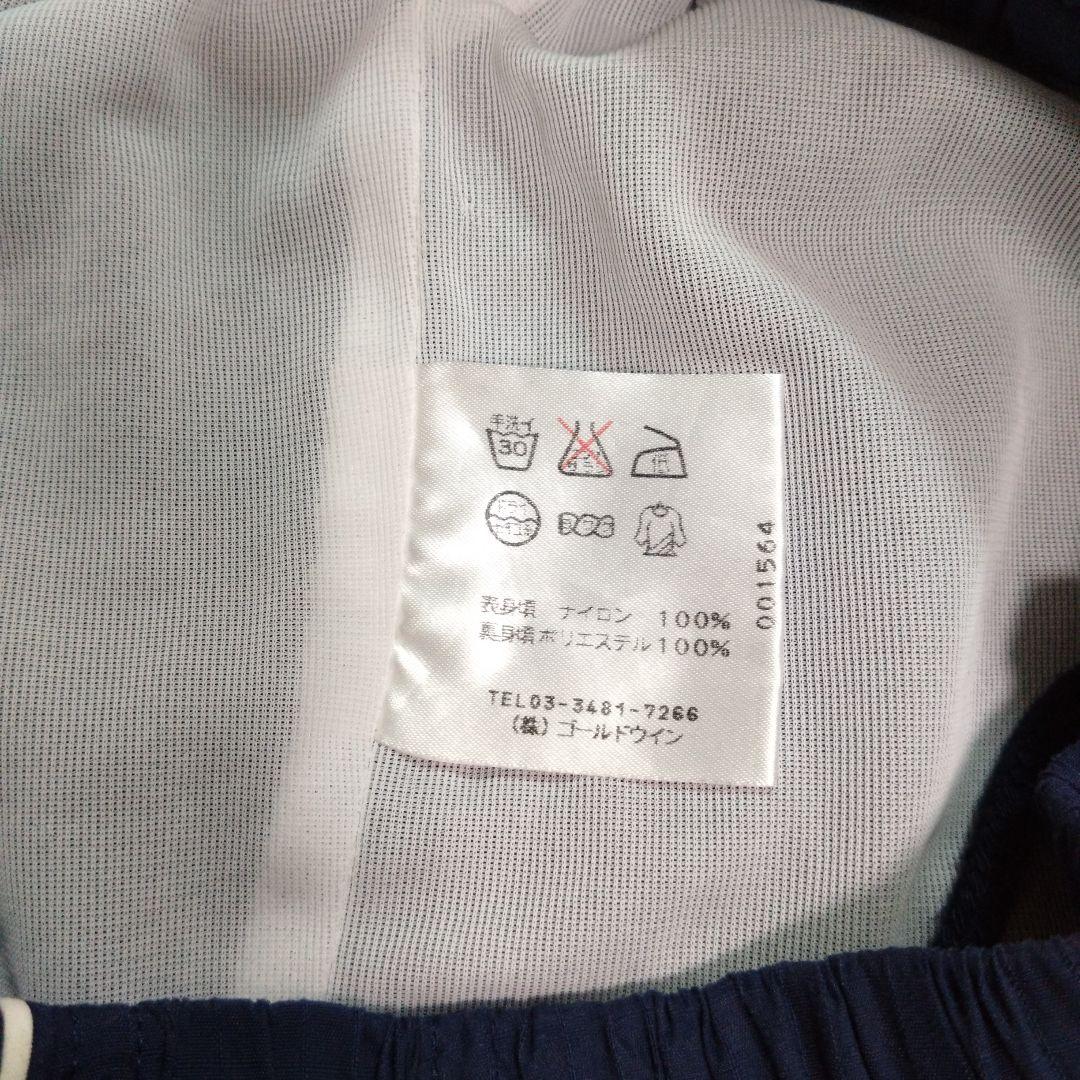 手洗イ
30
低
001564
表身頃 ナイロン 100%
裏身頃 ポリエステル 100%
TEL03-3481-7266
(株) ゴールドウイン